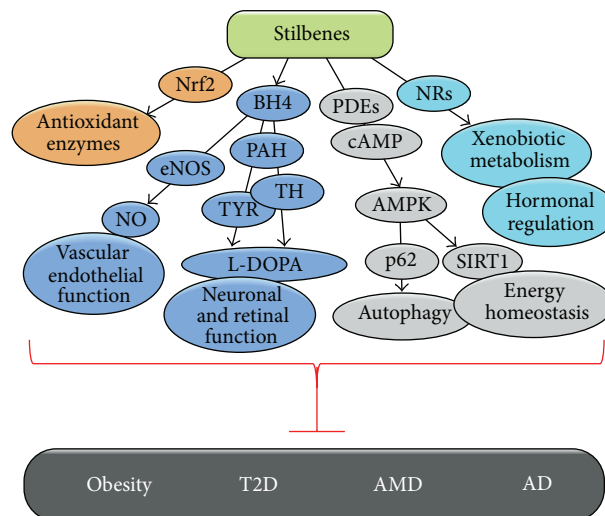 Stilbenes
Nrf2
Antioxidant
enzymes
BH4
eNOS
PAH
TH
NO
TYR
Vascular
endothelial
function
L-DOPA
Neuronal
and retinal
function
PDEs
cAMP
AMPK
p62
SIRT1
Autophagy
Energy
homeostasis
NRs
Xenobiotic
metabolism
Hormonal
regulation
Obesity T2D AMD AD